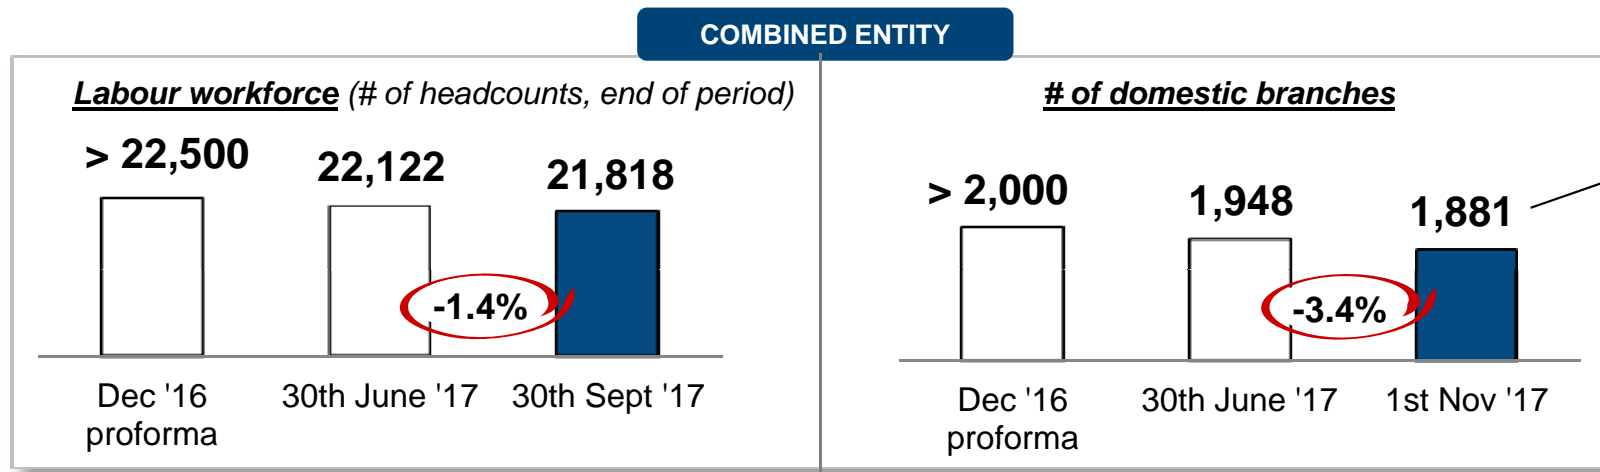 COMBINED ENTITY
Labour workforce (# of headcounts, end of period)
> 22,500
22,122
21,818
-1.4%
Dec '16
proforma
30th June '17
30th Sept '17
# of domestic branches
> 2,000
1,948
1,881
-3.4%
Dec '16
proforma
30th June '17
1st Nov '17